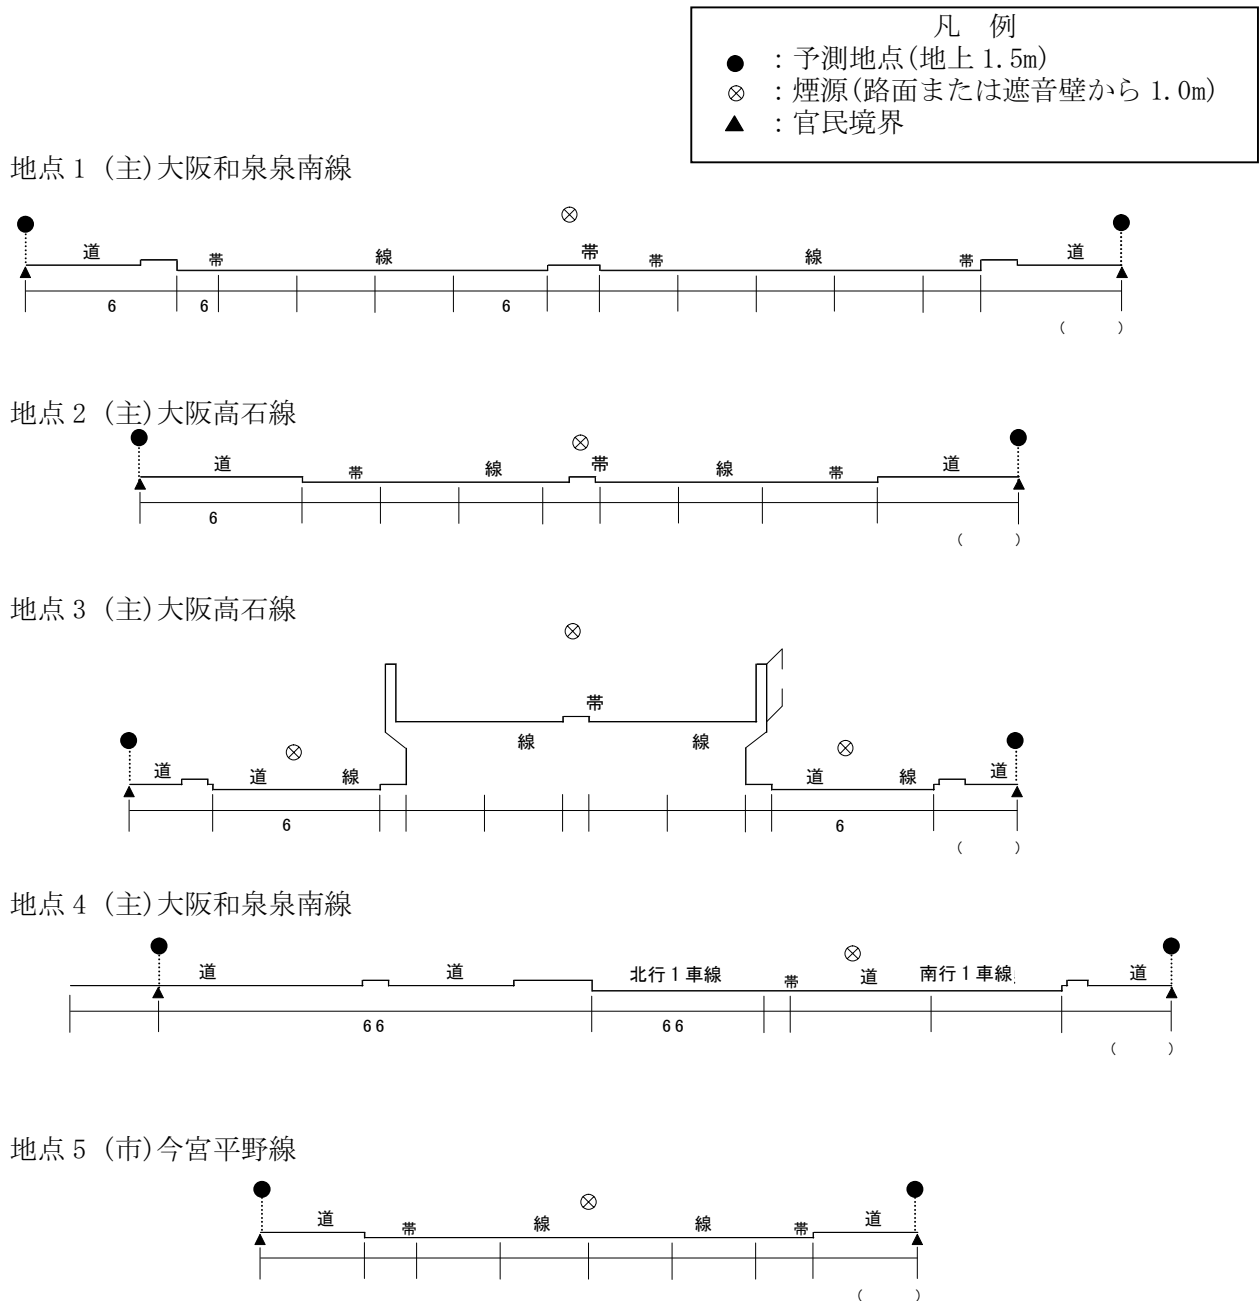 凡 例
● :予測地点(地上 1.5m)
⊗ :煙源(路面または遮音壁から 1.0m)
▲ :官民境界
地点 1 (主)大阪和泉泉南線
道 帯 線 帯 帯 線 帯 道
6 6 6
( )
地点 2 (主)大阪高石線
道 帯 線 帯 線 帯 道
6
( )
地点 3 (主)大阪高石線
帯
線 線
道 道 線 道 線 道
6 6
( )
地点 4 (主)大阪和泉泉南線
道 道 北行1車線 帯 道 南行1車線 道
66 66
( )
地点 5 (市)今宮平野線
道 帯 線 線 帯 道
( )